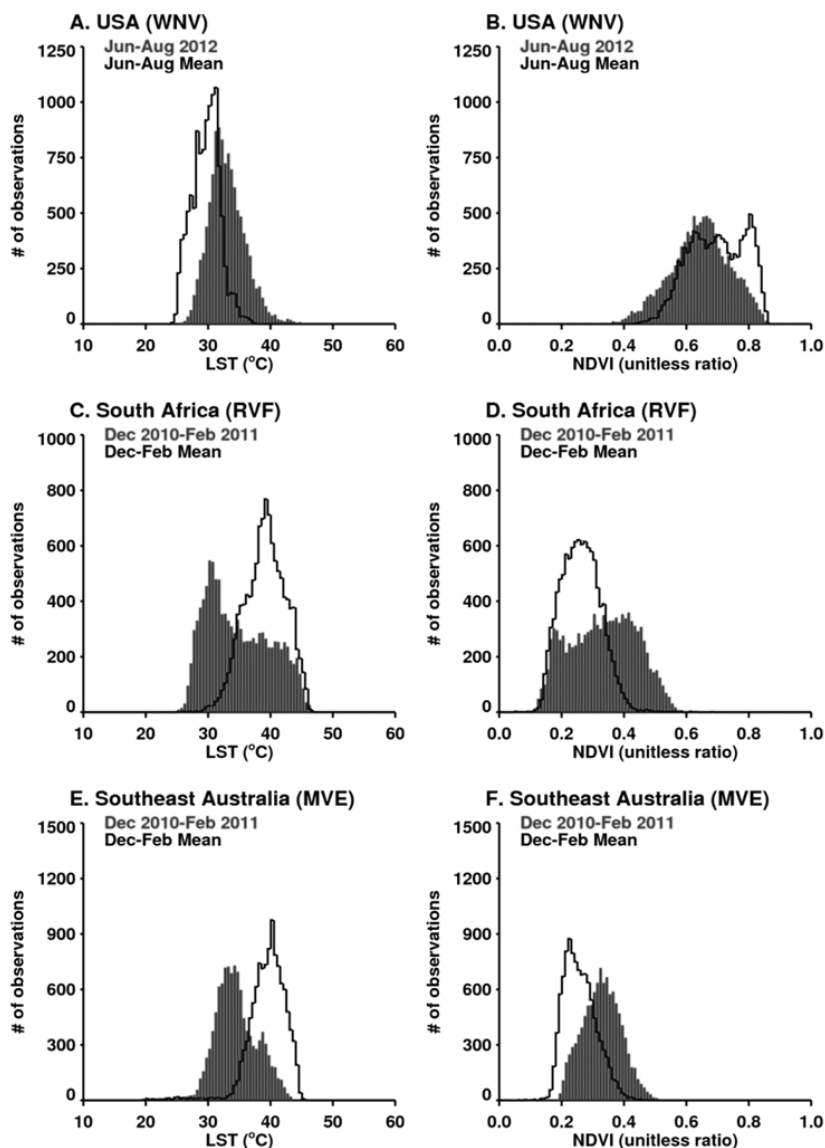 A. USA (WNV)
Jun-Aug 2012
Jun-Aug Mean
# of observations
1250
1000
750
500
250
0
10 20 30 40 50 60
LST (°C)
B. USA (WNV)
Jun-Aug 2012
Jun-Aug Mean
# of observations
1250
1000
750
500
250
0
0.0 0.2 0.4 0.6 0.8 1.0
NDVI (unitless ratio)
C. South Africa (RVF)
Dec 2010-Feb 2011
Dec-Feb Mean
# of observations
1000
800
600
400
200
0
10 20 30 40 50 60
LST (°C)
D. South Africa (RVF)
Dec 2010-Feb 2011
Dec-Feb Mean
# of observations
1000
800
600
400
200
0
0.0 0.2 0.4 0.6 0.8 1.0
NDVI (unitless ratio)
E. Southeast Australia (MVE)
Dec 2010-Feb 2011
Dec-Feb Mean
# of observations
1500
1200
900
600
300
0
10 20 30 40 50 60
LST (°C)
F. Southeast Australia (MVE)
Dec 2010-Feb 2011
Dec-Feb Mean
# of observations
1500
1200
900
600
300
0
0.0 0.2 0.4 0.6 0.8 1.0
NDVI (unitless ratio)